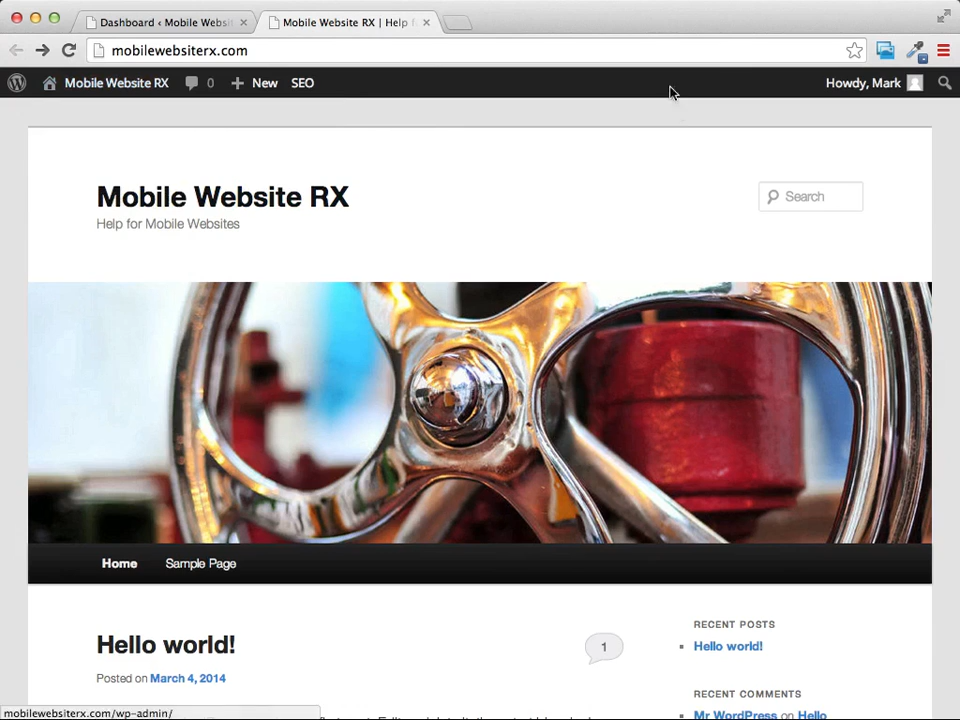 Dashboard ‹ Mobile Websit
Mobile Website RX | Help f
mobilewebsiterx.com
Mobile Website RX
0
New
SEO
Howdy, Mark
Mobile Website RX
Help for Mobile Websites
Search
Home
Sample Page
Hello world!
1
Posted on March 4, 2014
RECENT POSTS
Hello world!
RECENT COMMENTS
Mr WordPress on Hello
mobilewebsiterx.com/wp-admin/